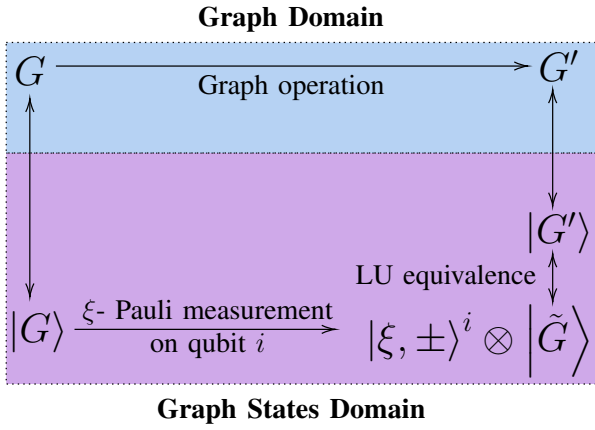 Graph Domain
G G′
Graph operation
|G′⟩
LU equivalence
ξ- Pauli measurement
|G⟩ |ξ, ±⟩ⁱ ⊗ |G̃⟩
on qubit i
Graph States Domain